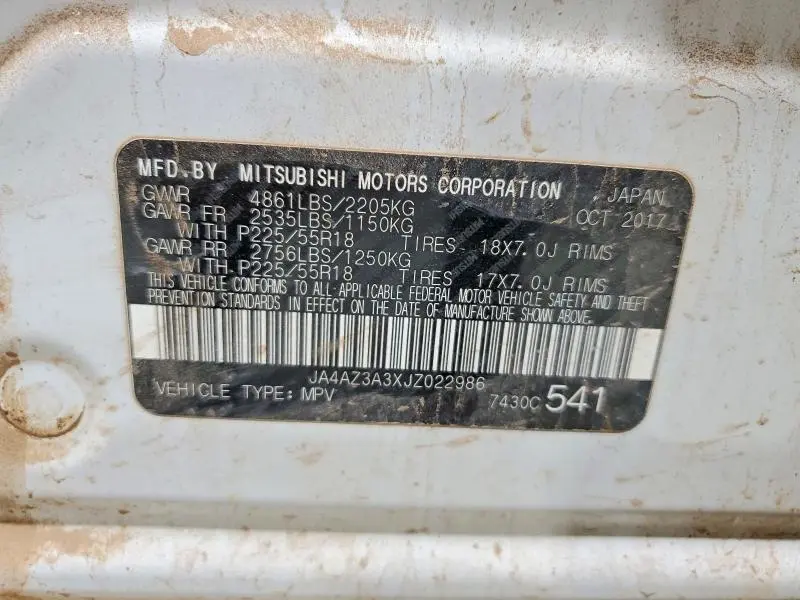 MFD.BY MITSUBISHI MOTORS CORPORATION, JAPAN
GVWR 4861LBS/2205KG OCT 2017
GAWR FR 2535LBS/1150KG
WITH P225/55R18 TIRES - 18X7.0J RIMS
GAWR RR 2756LBS/1250KG
WITH P225/55R18 TIRES 17X7.0J RIMS
THIS VEHICLE CONFORMS TO ALL APPLICABLE FEDERAL MOTOR VEHICLE SAFETY AND THEFT
PREVENTION STANDARDS IN EFFECT ON THE DATE OF MANUFACTURE SHOWN ABOVE.
JA4AZ3A3XJZ022986
VEHICLE TYPE: MPV 7430C 541